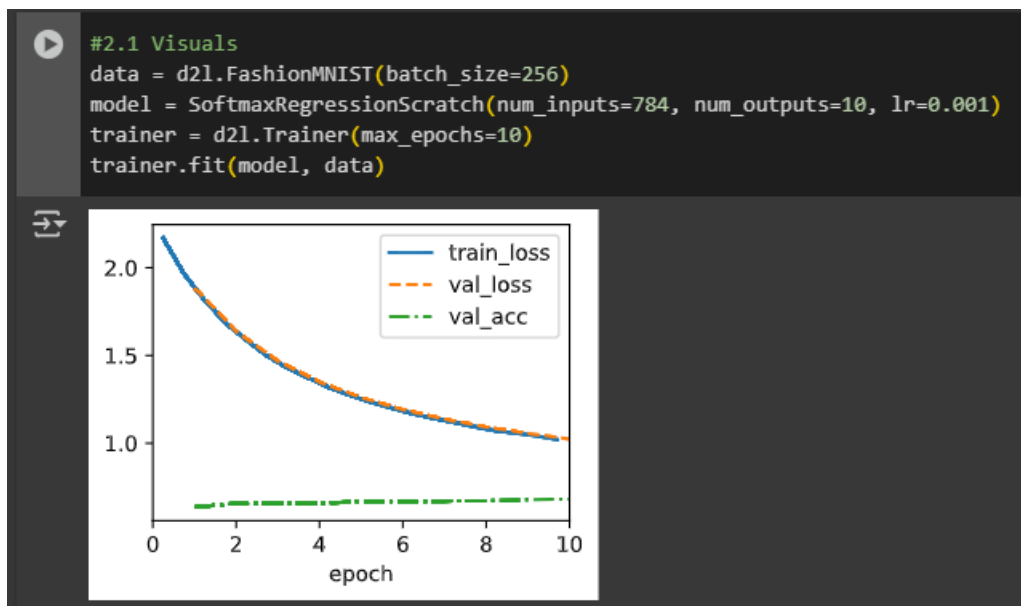 #2.1 Visuals
data = d2l.FashionMNIST(batch_size=256)
model = SoftmaxRegressionScratch(num_inputs=784, num_outputs=10, lr=0.001)
trainer = d2l.Trainer(max_epochs=10)
trainer.fit(model, data)
train_loss
val_loss
val_acc
2.0
1.5
1.0
0 2 4 6 8 10
epoch